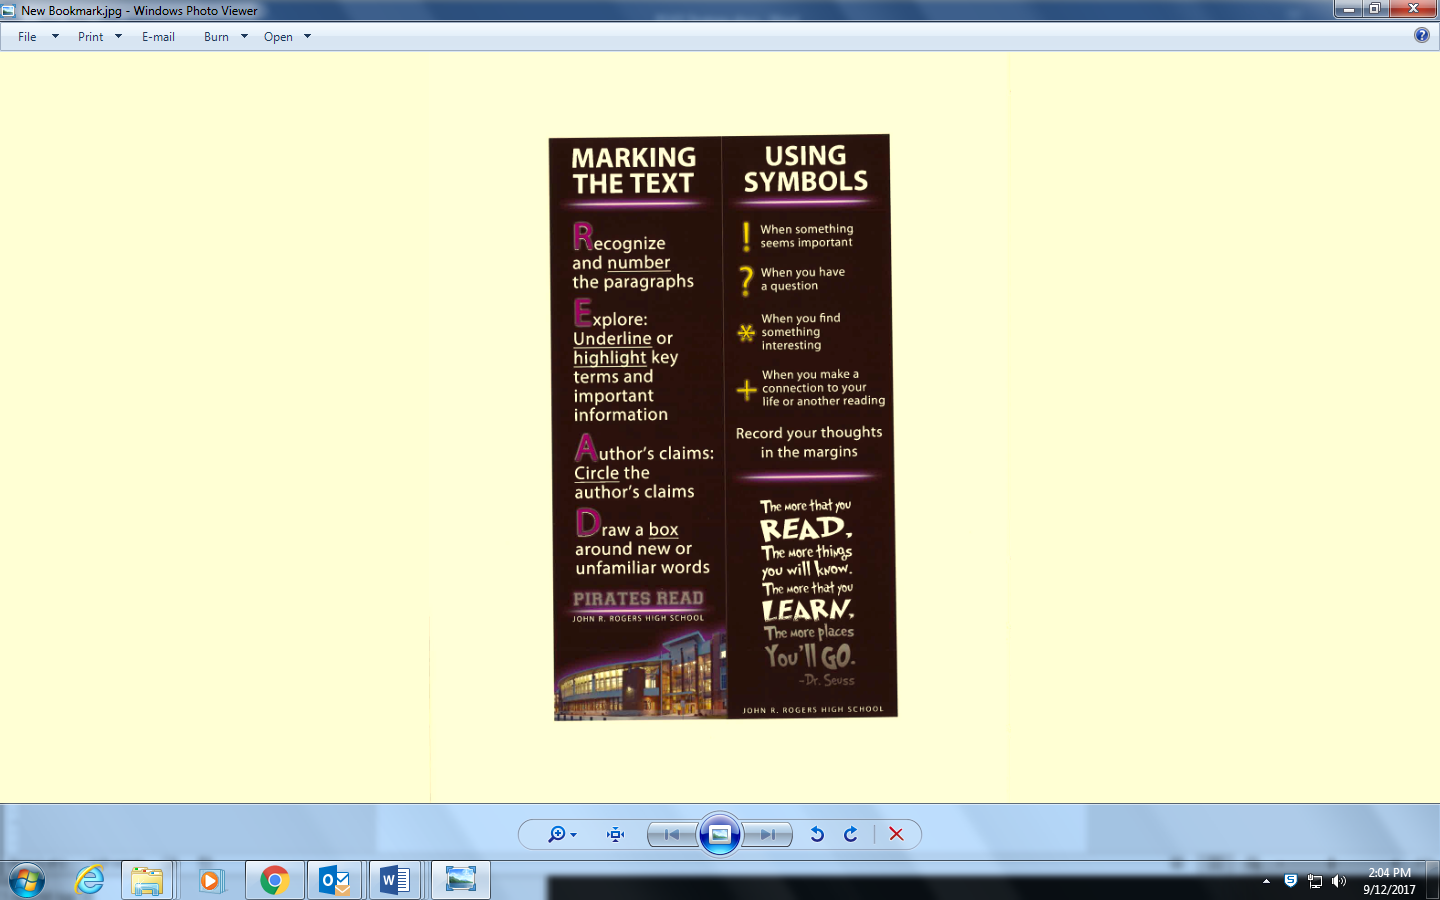 New Bookmark.jpg - Windows Photo Viewer
File Print E-mail Burn Open
MARKING
THE TEXT
Recognize
and number
the paragraphs
Explore:
Underline or
highlight key
terms and
important
information
Author's claims:
Circle the
author's claims
Draw a box
around new or
unfamiliar words
PIRATES READ
JOHN R. ROGERS HIGH SCHOOL
USING
SYMBOLS
! When something
seems important
? When you have
a question
* When you find
something
interesting
+ When you make a
connection to your
life or another reading
Record your thoughts
in the margins
The more that you
READ,
The more things
you will know.
The more that you
LEARN,
The more places
You'll GO.
~Dr. Seuss
JOHN R. ROGERS HIGH SCHOOL
2:04 PM
9/12/2017